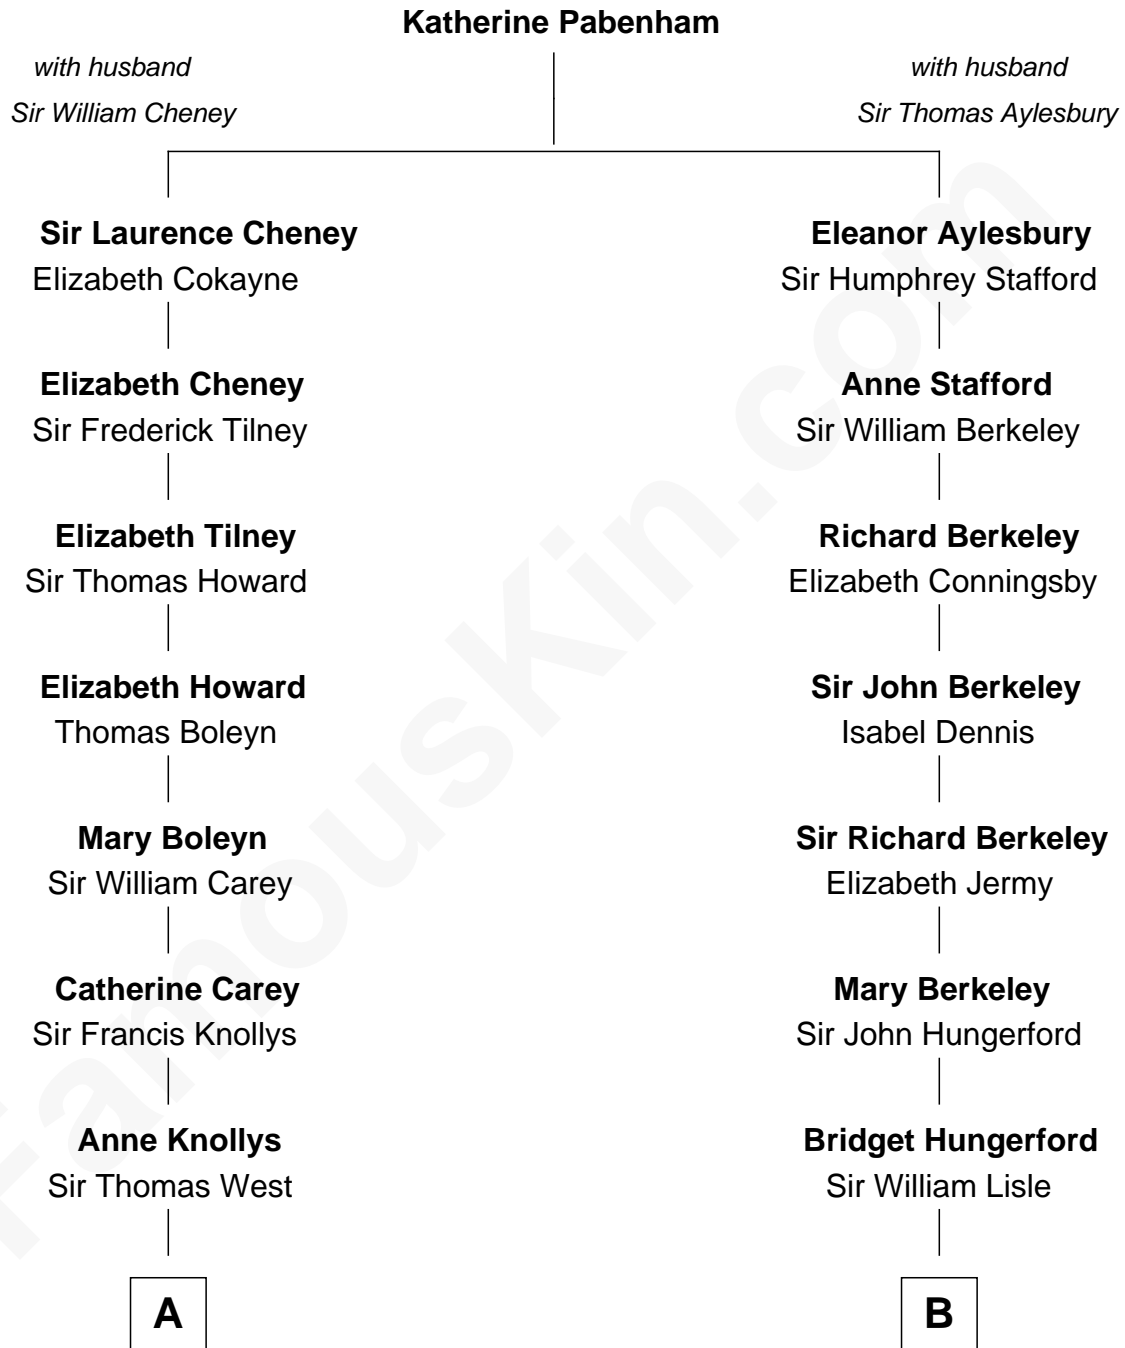 Katherine Pabenham
with husband
Sir William Cheney
with husband
Sir Thomas Aylesbury
Sir Laurence Cheney
Elizabeth Cokayne
Eleanor Aylesbury
Sir Humphrey Stafford
Elizabeth Cheney
Sir Frederick Tilney
Anne Stafford
Sir William Berkeley
Elizabeth Tilney
Sir Thomas Howard
Richard Berkeley
Elizabeth Conningsby
Elizabeth Howard
Thomas Boleyn
Sir John Berkeley
Isabel Dennis
Mary Boleyn
Sir William Carey
Sir Richard Berkeley
Elizabeth Jermy
Catherine Carey
Sir Francis Knollys
Mary Berkeley
Sir John Hungerford
Anne Knollys
Sir Thomas West
Bridget Hungerford
Sir William Lisle
A
B
FamousKin.com